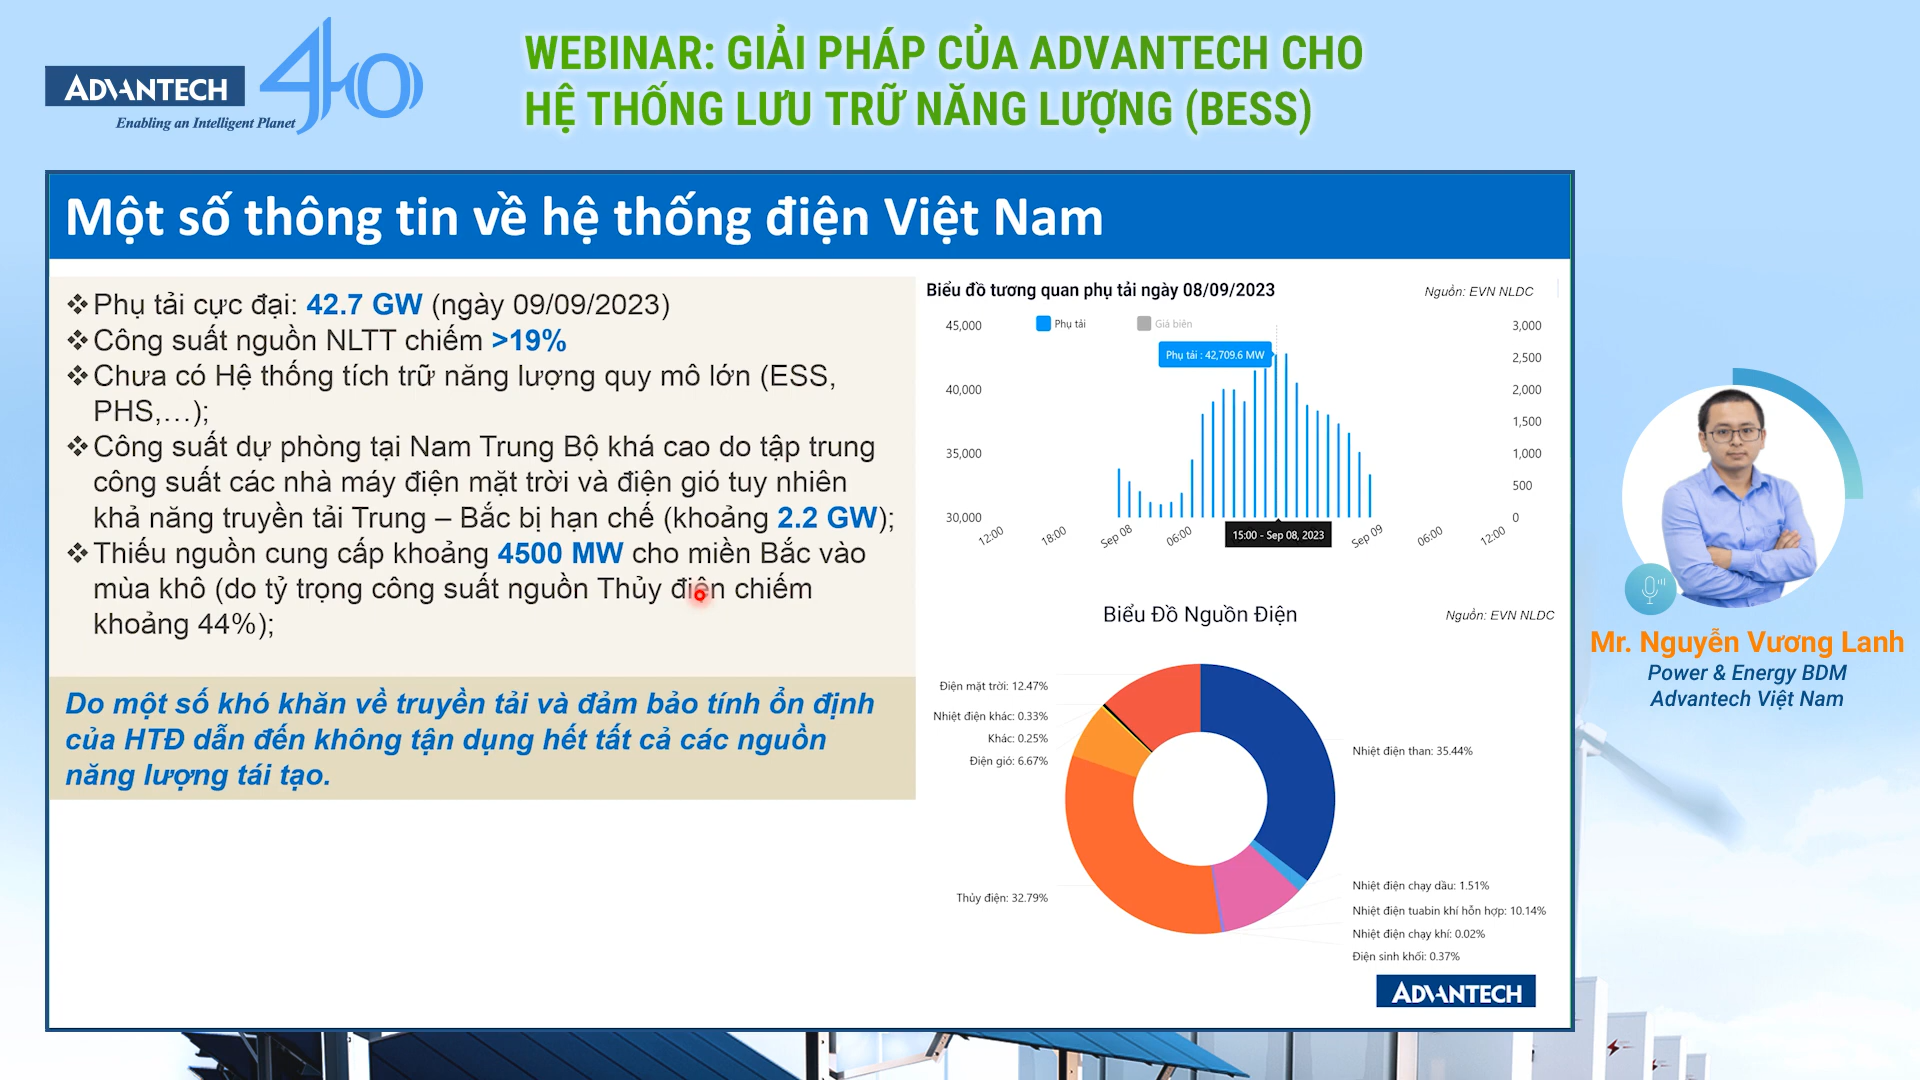 ADVANTECH
Enabling an Intelligent Planet
40
WEBINAR: GIẢI PHÁP CỦA ADVANTECH CHO
HỆ THỐNG LƯU TRỮ NĂNG LƯỢNG (BESS)
Một số thông tin về hệ thống điện Việt Nam
❖ Phụ tải cực đại: 42.7 GW (ngày 09/09/2023)
❖ Công suất nguồn NLTT chiếm >19%
❖ Chưa có Hệ thống tích trữ năng lượng quy mô lớn (ESS,
PHS,...);
❖ Công suất dự phòng tại Nam Trung Bộ khá cao do tập trung
công suất các nhà máy điện mặt trời và điện gió tuy nhiên
khả năng truyền tải Trung – Bắc bị hạn chế (khoảng 2.2 GW);
❖ Thiếu nguồn cung cấp khoảng 4500 MW cho miền Bắc vào
mùa khô (do tỷ trọng công suất nguồn Thủy điện chiếm
khoảng 44%);
Do một số khó khăn về truyền tải và đảm bảo tính ổn định
của HTĐ dẫn đến không tận dụng hết tất cả các nguồn
năng lượng tái tạo.
Biểu đồ tương quan phụ tải ngày 08/09/2023
Nguồn: EVN NLDC
Phụ tải
Giá biên
45,000
40,000
35,000
30,000
3,000
2,500
2,000
1,500
1,000
500
0
Phụ tải : 42,709.6 MW
12:00
18:00
Sep 08
06:00
15:00 - Sep 08, 2023
Sep 09
06:00
12:00
Biểu Đồ Nguồn Điện
Nguồn: EVN NLDC
Điện mặt trời: 12.47%
Nhiệt điện khác: 0.33%
Khác: 0.25%
Điện gió: 6.67%
Thủy điện: 32.79%
Nhiệt điện than: 35.44%
Nhiệt điện chạy dầu: 1.51%
Nhiệt điện tuabin khí hỗn hợp: 10.14%
Nhiệt điện chạy khí: 0.02%
Điện sinh khối: 0.37%
ADVANTECH
Mr. Nguyễn Vương Lanh
Power & Energy BDM
Advantech Việt Nam